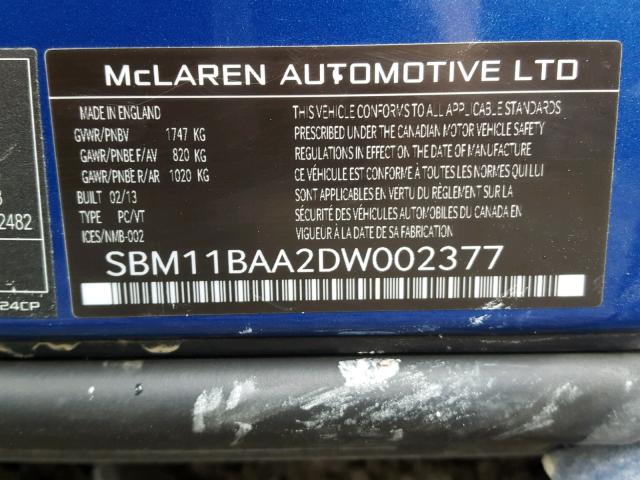 McLAREN AUTOMOTIVE LTD
MADE IN ENGLAND
GVWR/PNBV 1747 KG
GAWR/PNBE F/AV 820 KG
GAWR/PNBE R/AR 1020 KG
BUILT 02/13
TYPE PC/VT
ICES/NMB-002
THIS VEHICLE CONFORMS TO ALL APPLICABLE STANDARDS
PRESCRIBED UNDER THE CANADIAN MOTOR VEHICLE SAFETY
REGULATIONS IN EFFECT ON THE DATE OF MANUFACTURE
CE VÉHICULE EST CONFORME À TOUTES LES NORMES QUI LUI
SONT APPLICABLES EN VERTU DU RÈGLEMENT SUR LA
SÉCURITÉ DES VÉHICULES AUTOMOBILES DU CANADA EN
VIGUEUR À LA DATE DE SA FABRICATION
SBM11BAA2DW002377
2482
24CP